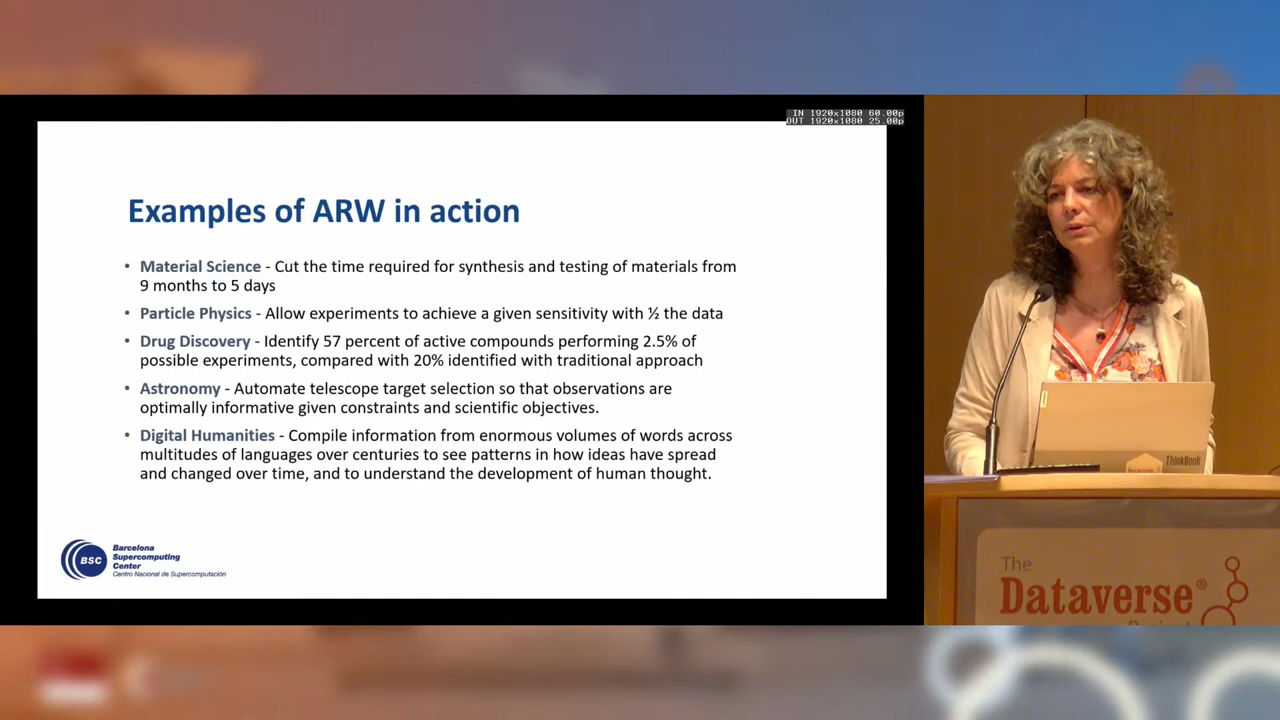 IN 1920x1080 60.00p
OUT 1920x1080 25.00p
Examples of ARW in action
• Material Science - Cut the time required for synthesis and testing of materials from
9 months to 5 days
• Particle Physics - Allow experiments to achieve a given sensitivity with ½ the data
• Drug Discovery - Identify 57 percent of active compounds performing 2.5% of
possible experiments, compared with 20% identified with traditional approach
• Astronomy - Automate telescope target selection so that observations are
optimally informative given constraints and scientific objectives.
• Digital Humanities - Compile information from enormous volumes of words across
multitudes of languages over centuries to see patterns in how ideas have spread
and changed over time, and to understand the development of human thought.
BSC
Barcelona
Supercomputing
Center
Centro Nacional de Supercomputación
ThinkBook
The
Dataverse®